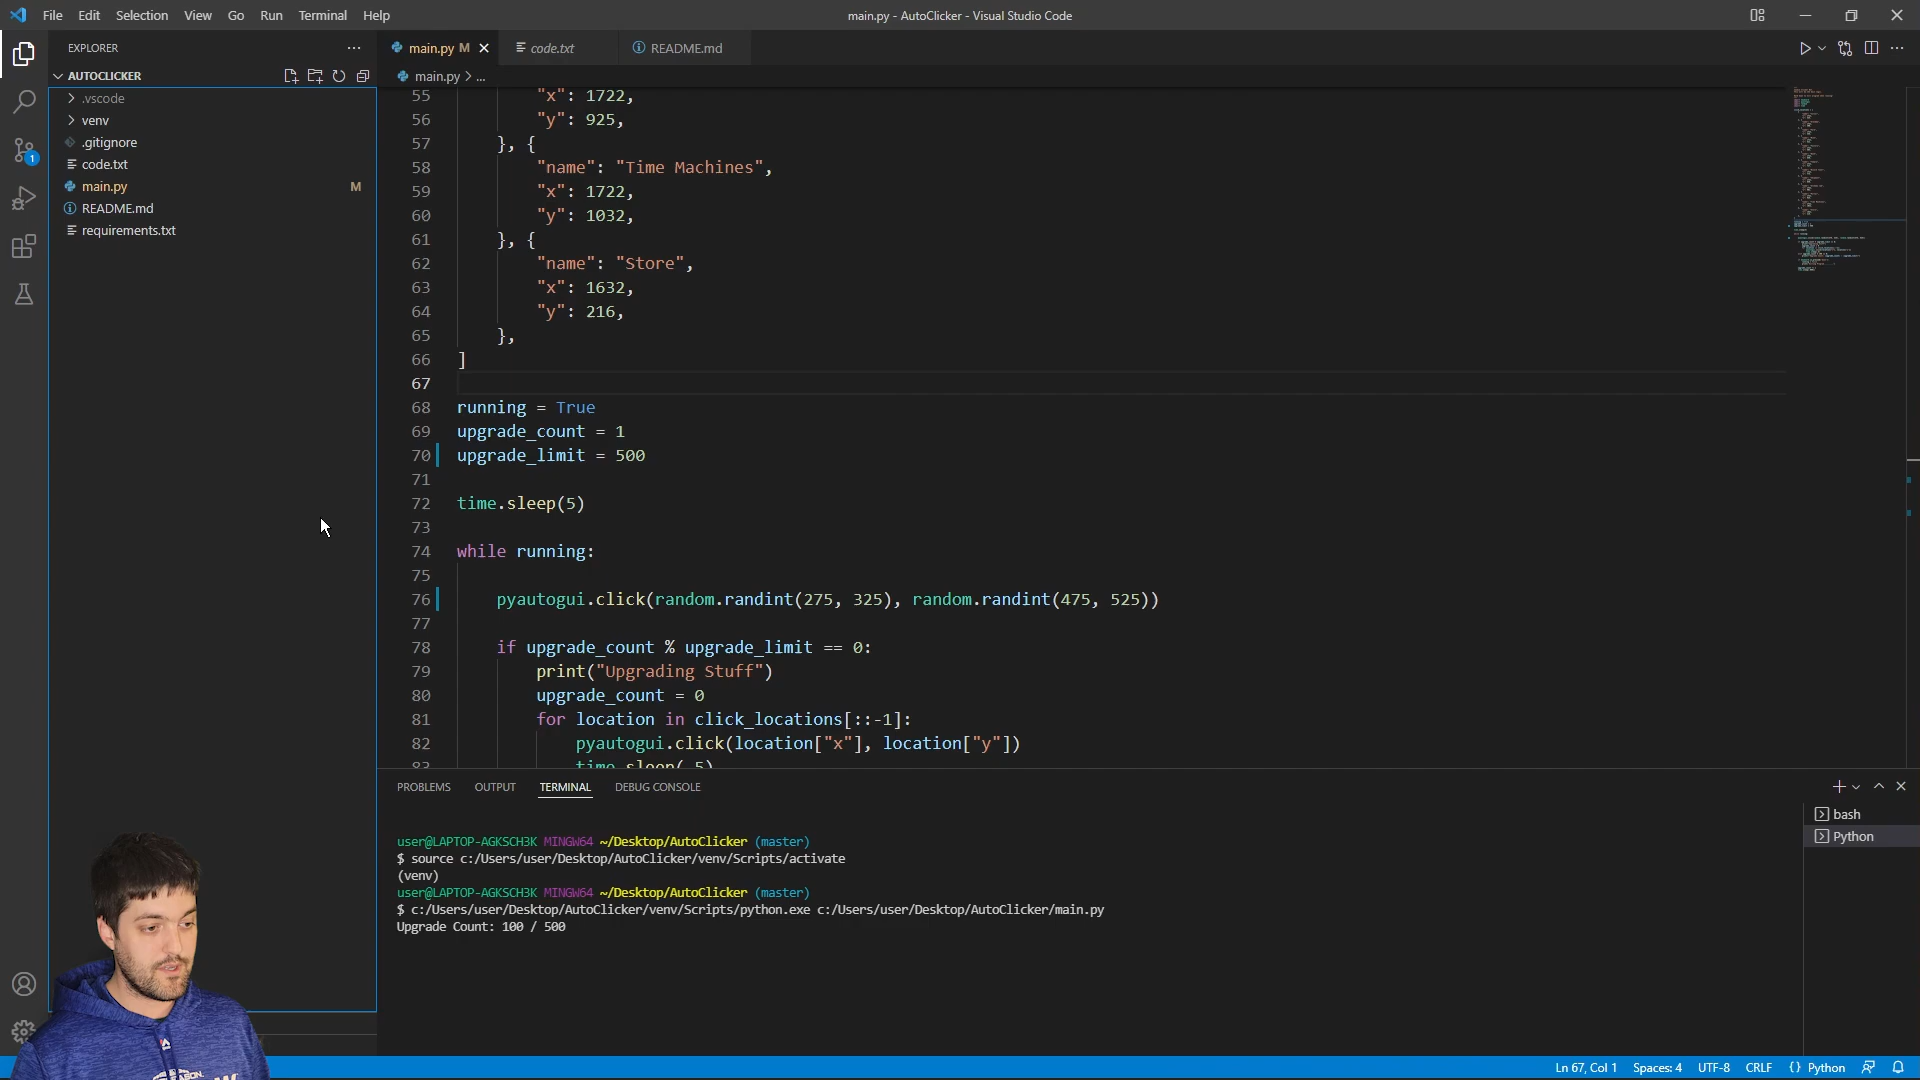 File Edit Selection View Go Run Terminal Help
main.py - AutoClicker - Visual Studio Code
EXPLORER
AUTOCLICKER
.vscode
venv
.gitignore
code.txt
main.py M
README.md
requirements.txt
1
main.py M code.txt README.md
main.py > ...
55 "x": 1722,
56 "y": 925,
57 }, {
58 "name": "Time Machines",
59 "x": 1722,
60 "y": 1032,
61 }, {
62 "name": "Store",
63 "x": 1632,
64 "y": 216,
65 },
66 ]
67
68 running = True
69 upgrade_count = 1
70 upgrade_limit = 500
71
72 time.sleep(5)
73
74 while running:
75
76 pyautogui.click(random.randint(275, 325), random.randint(475, 525))
77
78 if upgrade_count % upgrade_limit == 0:
79 print("Upgrading Stuff")
80 upgrade_count = 0
81 for location in click_locations[::-1]:
82 pyautogui.click(location["x"], location["y"])
83 time.sleep(.5)
PROBLEMS OUTPUT TERMINAL DEBUG CONSOLE
user@LAPTOP-AGKSCH3K MINGW64 ~/Desktop/AutoClicker (master)
$ source c:/Users/user/Desktop/AutoClicker/venv/Scripts/activate
(venv)
user@LAPTOP-AGKSCH3K MINGW64 ~/Desktop/AutoClicker (master)
$ c:/Users/user/Desktop/AutoClicker/venv/Scripts/python.exe c:/Users/user/Desktop/AutoClicker/main.py
Upgrade Count: 100 / 500
bash
Python
Ln 67, Col 1 Spaces: 4 UTF-8 CRLF {} Python